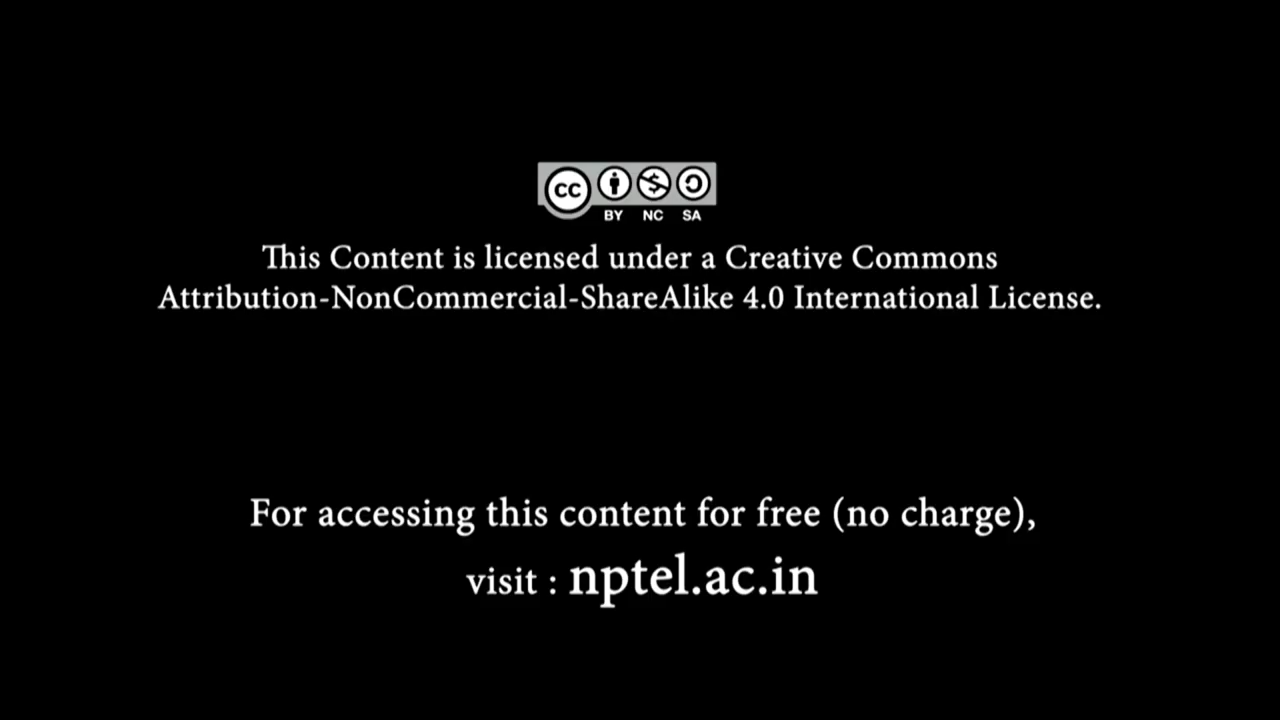 cc BY NC SA
This Content is licensed under a Creative Commons
Attribution-NonCommercial-ShareAlike 4.0 International License.
For accessing this content for free (no charge),
visit : nptel.ac.in